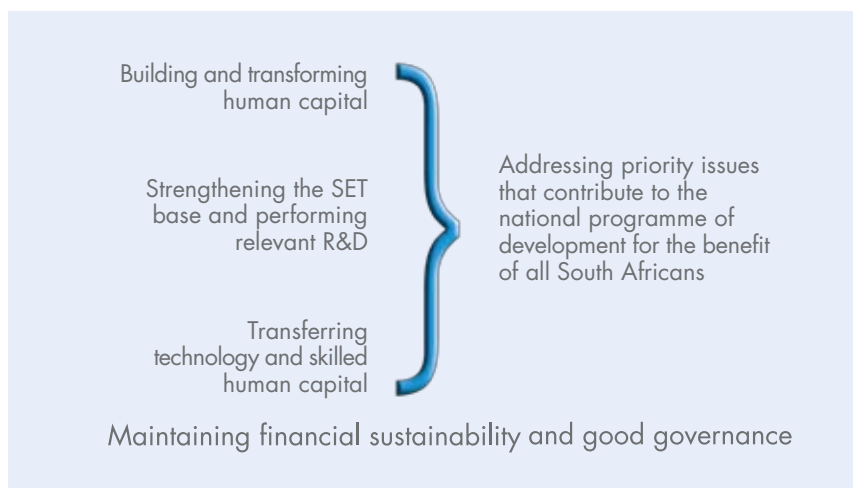 Building and transforming
human capital
Strengthening the SET
base and performing
relevant R&D
Transferring
technology and skilled
human capital
Addressing priority issues
that contribute to the
national programme of
development for the benefit
of all South Africans
Maintaining financial sustainability and good governance